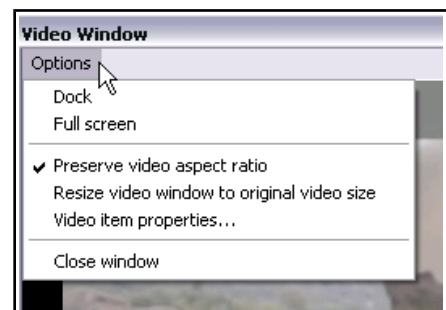 Video Window
Options
Dock
Full screen
Preserve video aspect ratio
Resize video window to original video size
Video item properties...
Close window